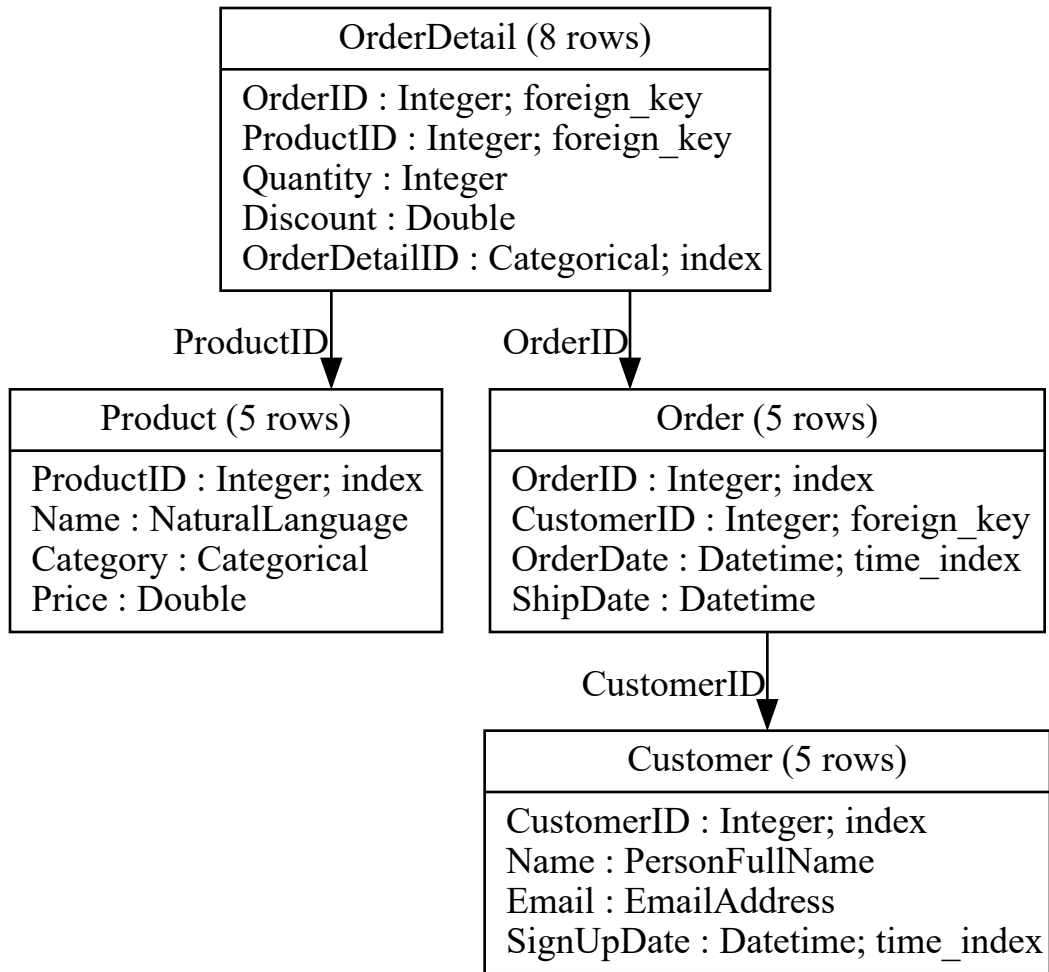 OrderDetail (8 rows)
OrderID : Integer; foreign_key
ProductID : Integer; foreign_key
Quantity : Integer
Discount : Double
OrderDetailID : Categorical; index
ProductID
OrderID
Product (5 rows)
ProductID : Integer; index
Name : NaturalLanguage
Category : Categorical
Price : Double
Order (5 rows)
OrderID : Integer; index
CustomerID : Integer; foreign_key
OrderDate : Datetime; time_index
ShipDate : Datetime
CustomerID
Customer (5 rows)
CustomerID : Integer; index
Name : PersonFullName
Email : EmailAddress
SignUpDate : Datetime; time_index